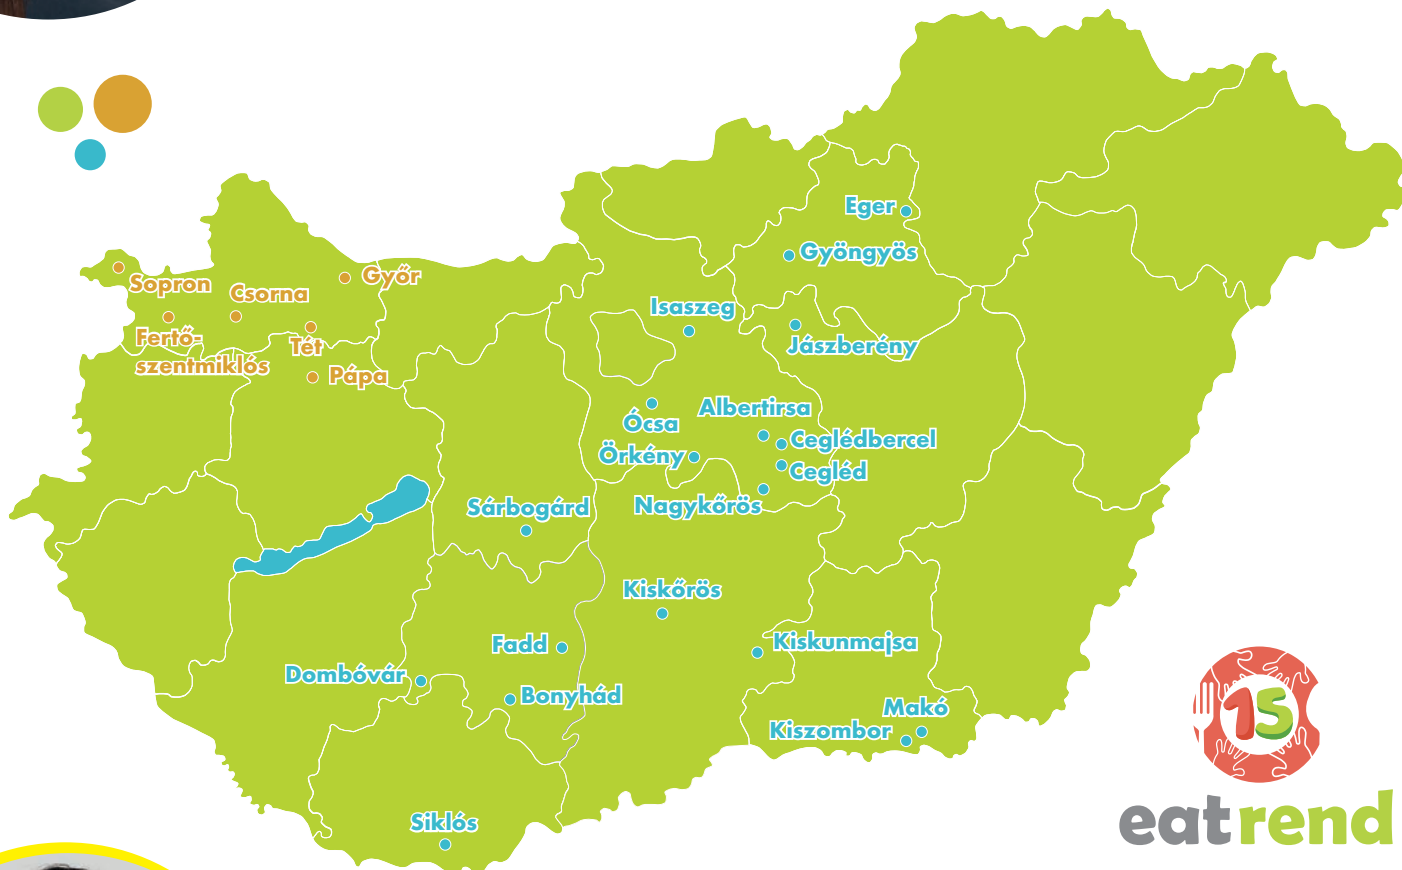 Eger
Gyöngyös
Sopron
Csorna
Győr
Isaszeg
Fertő-
szentmiklós
Tét
Jászberény
Pápa
Albertirsa
Ócsa
Ceglédbercel
Örkény
Cegléd
Sárbogárd
Nagykőrös
Kiskőrös
Fadd
Kiskunmajsa
Dombóvár
Bonyhád
Makó
Kiszombor
15
eatrend
Siklós